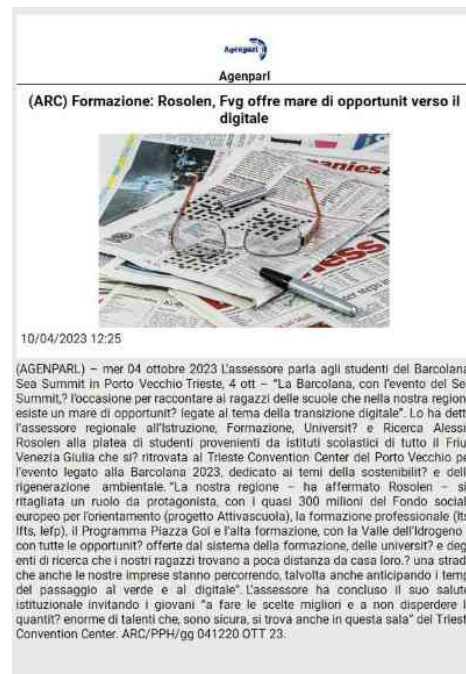 Agenparl
Agenparl
(ARC) Formazione: Rosolen, Fvg offre mare di opportunit verso il
digitale
anies
ness
10/04/2023 12:25
(AGENPARL) – mer 04 ottobre 2023 L'assessore parla agli studenti del Barcolana
Sea Summit in Porto Vecchio Trieste, 4 ott – "La Barcolana, con l'evento del Se
Summit,? l'occasione per raccontare ai ragazzi delle scuole che nella nostra region
esiste un mare di opportunit? legate al tema della transizione digitale". Lo ha dett
l'assessore regionale all'Istruzione, Formazione, Universit? e Ricerca Alessi
Rosolen alla platea di studenti provenienti da istituti scolastici di tutto il Friu
Venezia Giulia che si? ritrovata al Trieste Convention Center del Porto Vecchio pe
l'evento legato alla Barcolana 2023, dedicato ai temi della sostenibilit? e dell
rigenerazione ambientale. "La nostra regione – ha affermato Rosolen – si
ritagliata un ruolo da protagonista, con i quasi 300 milioni del Fondo social
europeo per l'orientamento (progetto Attivascuola), la formazione professionale (Its
Ifts, Iefp), il Programma Piazza Gol e l'alta formazione, con la Valle dell'Idrogeno
con tutte le opportunit? offerte dal sistema della formazione, delle universit? e deg
enti di ricerca che i nostri ragazzi trovano a poca distanza da casa loro.? una strad
che anche le nostre imprese stanno percorrendo, talvolta anche anticipando i temp
del passaggio al verde e al digitale". L'assessore ha concluso il suo salut
istituzionale invitando i giovani "a fare le scelte migliori e a non disperdere l
quantit? enorme di talenti che, sono sicura, si trova anche in questa sala" del Triest
Convention Center. ARC/PPH/gg 041220 OTT 23.